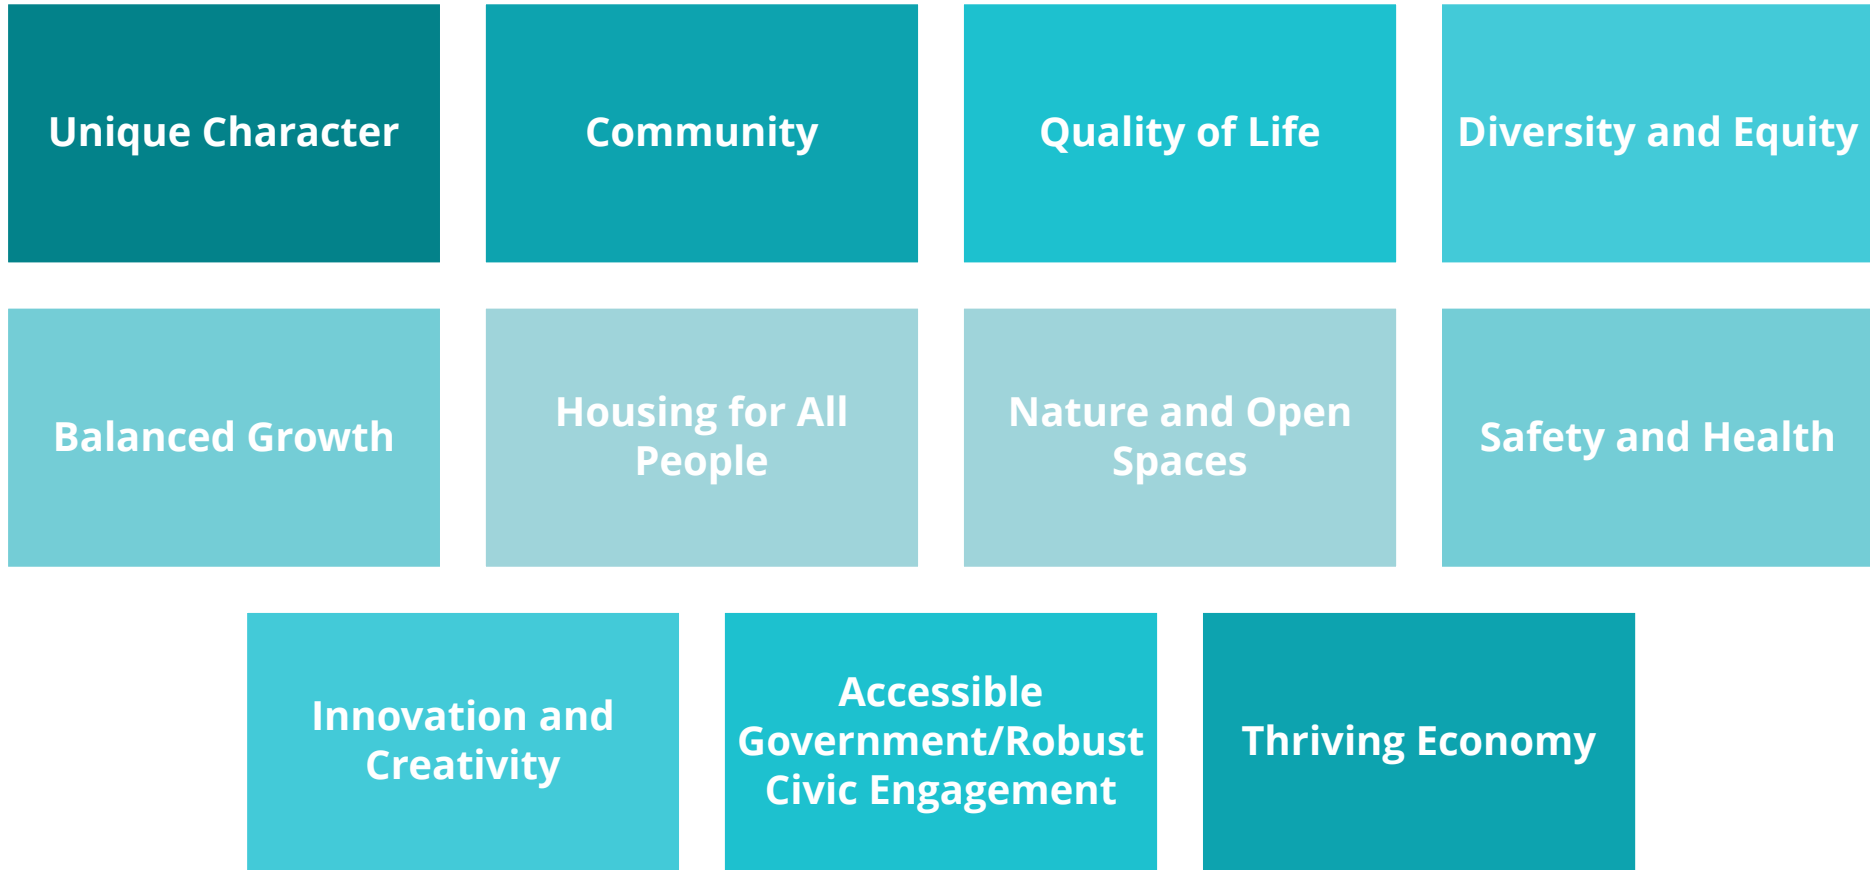 Unique Character
Community
Quality of Life
Diversity and Equity
Balanced Growth
Housing for All
People
Nature and Open
Spaces
Safety and Health
Innovation and
Creativity
Accessible
Government/Robust
Civic Engagement
Thriving Economy